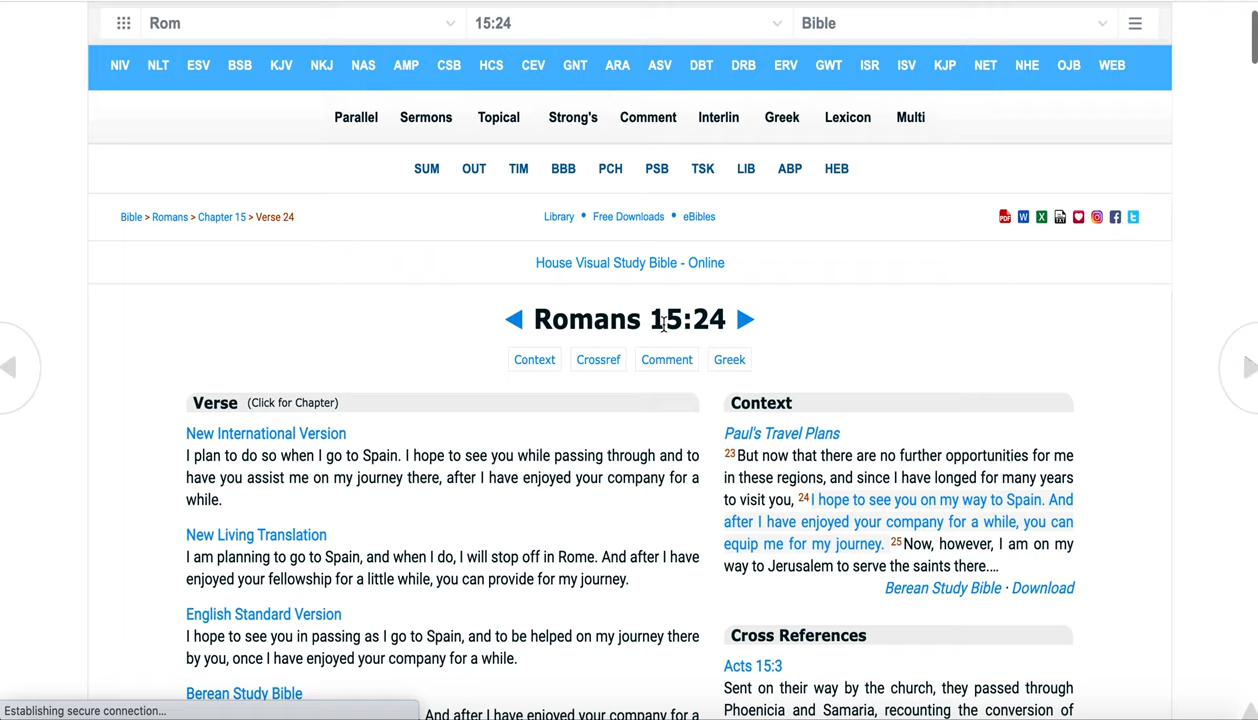 Rom 15:24 Bible
NIV NLT ESV BSB KJV NKJ NAS AMP CSB HCS CEV GNT ARA ASV DBT DRB ERV GWT ISR ISV KJP NET NHE OJB WEB
Parallel Sermons Topical Strong's Comment Interlin Greek Lexicon Multi
SUM OUT TIM BBB PCH PSB TSK LIB ABP HEB
Bible > Romans > Chapter 15 > Verse 24
Library • Free Downloads • eBibles
House Visual Study Bible - Online
Romans 15:24
Context Crossref Comment Greek
Verse (Click for Chapter)
New International Version
I plan to do so when I go to Spain. I hope to see you while passing through and to
have you assist me on my journey there, after I have enjoyed your company for a
while.
New Living Translation
I am planning to go to Spain, and when I do, I will stop off in Rome. And after I have
enjoyed your fellowship for a little while, you can provide for my journey.
English Standard Version
I hope to see you in passing as I go to Spain, and to be helped on my journey there
by you, once I have enjoyed your company for a while.
Berean Study Bible
And after I have enjoyed your company for a
Context
Paul's Travel Plans
23But now that there are no further opportunities for me
in these regions, and since I have longed for many years
to visit you, 24I hope to see you on my way to Spain. And
after I have enjoyed your company for a while, you can
equip me for my journey. 25Now, however, I am on my
way to Jerusalem to serve the saints there.…
Berean Study Bible · Download
Cross References
Acts 15:3
Sent on their way by the church, they passed through
Phoenicia and Samaria, recounting the conversion of
Establishing secure connection...